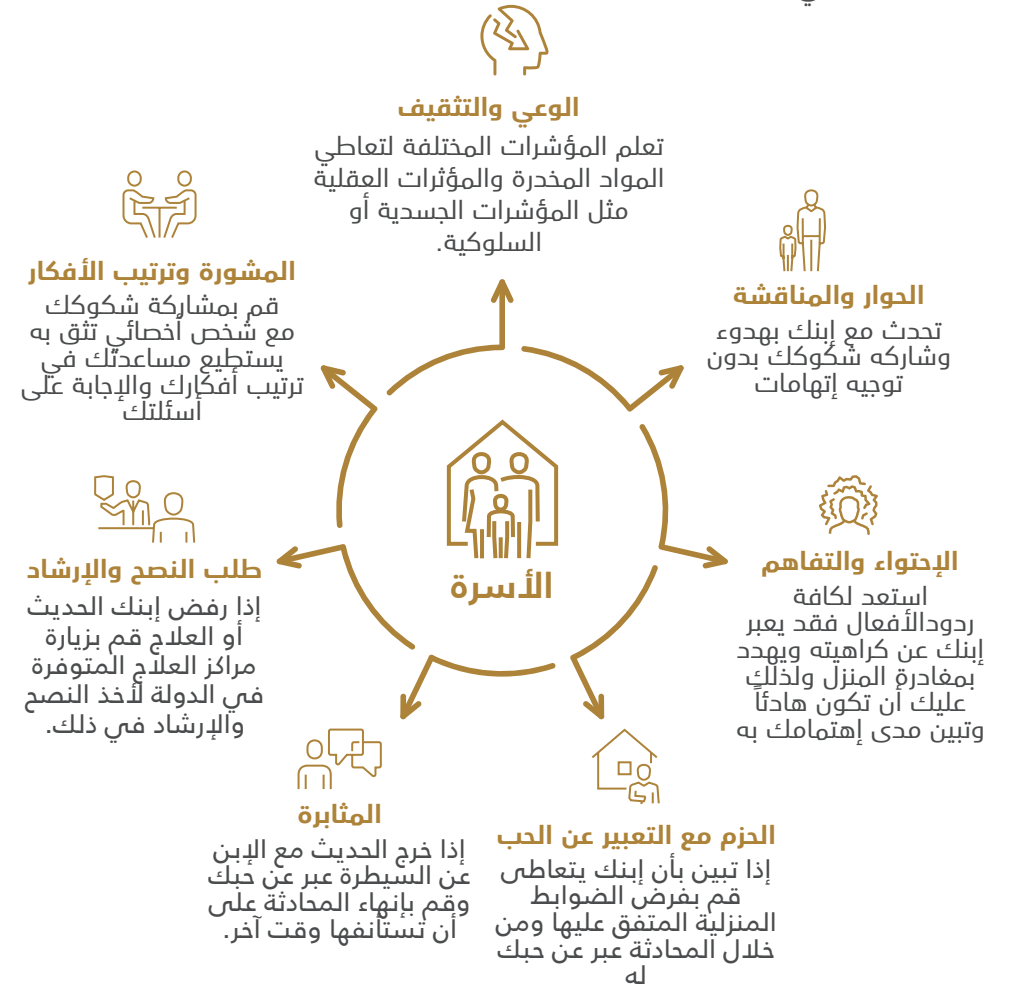 الوعي والتثقيف
تعلم المؤشرات المختلفة لتعاطي
المواد المخدرة والمؤثرات العقلية
مثل المؤشرات الجسدية أو
السلوكية.
الحوار والمناقشة
تحدث مع إبنك بهدوء
وشاركه شكوكك بدون
توجيه إتهامات
الإحتواء والتفاهم
استعد لكافة
ردودالأفعال فقد يعبر
إبنك عن كراهيته ويهدد
بمغادرة المنزل ولذلك
عليك أن تكون هادئاً
وتبين مدى إهتمامك به
الحزم مع التعبير عن الحب
إذا تبين بأن إبنك يتعاطى
قم بفرض الضوابط
المنزلية المتفق عليها ومن
خلال المحادثة عبر عن حبك
له
المثابرة
إذا خرج الحديث مع الإبن
عن السيطرة عبر عن حبك
وقم بإنهاء المحادثة على
أن تستأنفها وقت آخر.
طلب النصح والإرشاد
إذا رفض إبنك الحديث
أو العلاج قم بزيارة
مراكز العلاج المتوفرة
في الدولة لأخذ النصح
والإرشاد في ذلك.
المشورة وترتيب الأفكار
قم بمشاركة شكوكك
مع شخص أخصائي تثق به
يستطيع مساعدتك في
ترتيب أفكارك والإجابة على
أسئلتك
الأسرة